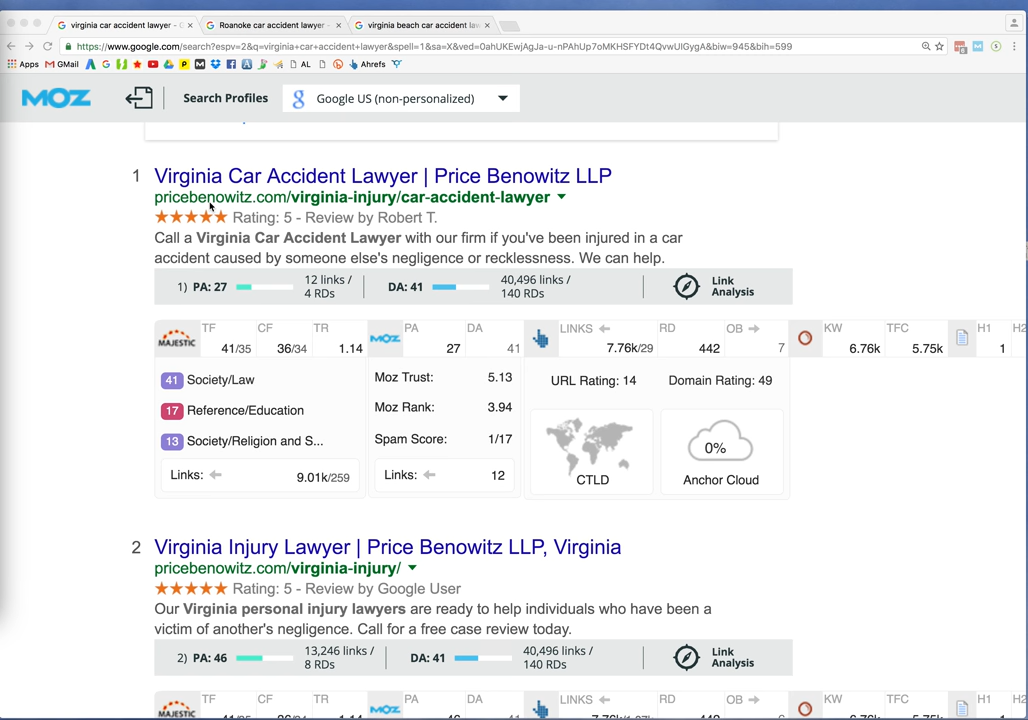 virginia car accident lawyer - G
Roanoke car accident lawyer -
virginia beach car accident law
https://www.google.com/search?espv=2&q=virginia+car+accident+lawyer&spell=1&sa=X&ved=0ahUKEwjAgJa-u-nPAhUp7oMKHSFYDt4QvwUIGygA&biw=945&bih=599
Apps GMail AL Ahrefs
MOZ Search Profiles Google US (non-personalized)
1 Virginia Car Accident Lawyer | Price Benowitz LLP
pricebenowitz.com/virginia-injury/car-accident-lawyer
Rating: 5 - Review by Robert T.
Call a Virginia Car Accident Lawyer with our firm if you've been injured in a car
accident caused by someone else's negligence or recklessness. We can help.
1) PA: 27 12 links / 4 RDs DA: 41 40,496 links / 140 RDs Link Analysis
MAJESTIC TF 41/35 CF 36/34 TR 1.14 MOZ PA 27 DA 41 LINKS 7.76k/29 RD 442 OB 7 KW 6.76k TFC 5.75k H1 1 H2
41 Society/Law Moz Trust: 5.13 URL Rating: 14 Domain Rating: 49
17 Reference/Education Moz Rank: 3.94
13 Society/Religion and S... Spam Score: 1/17 0%
Links: 9.01k/259 Links: 12 CTLD Anchor Cloud
2 Virginia Injury Lawyer | Price Benowitz LLP, Virginia
pricebenowitz.com/virginia-injury/
Rating: 5 - Review by Google User
Our Virginia personal injury lawyers are ready to help individuals who have been a
victim of another's negligence. Call for a free case review today.
2) PA: 46 13,246 links / 8 RDs DA: 41 40,496 links / 140 RDs Link Analysis
MAJESTIC TF CF TR MOZ PA DA LINKS RD OB KW TFC H1 H2